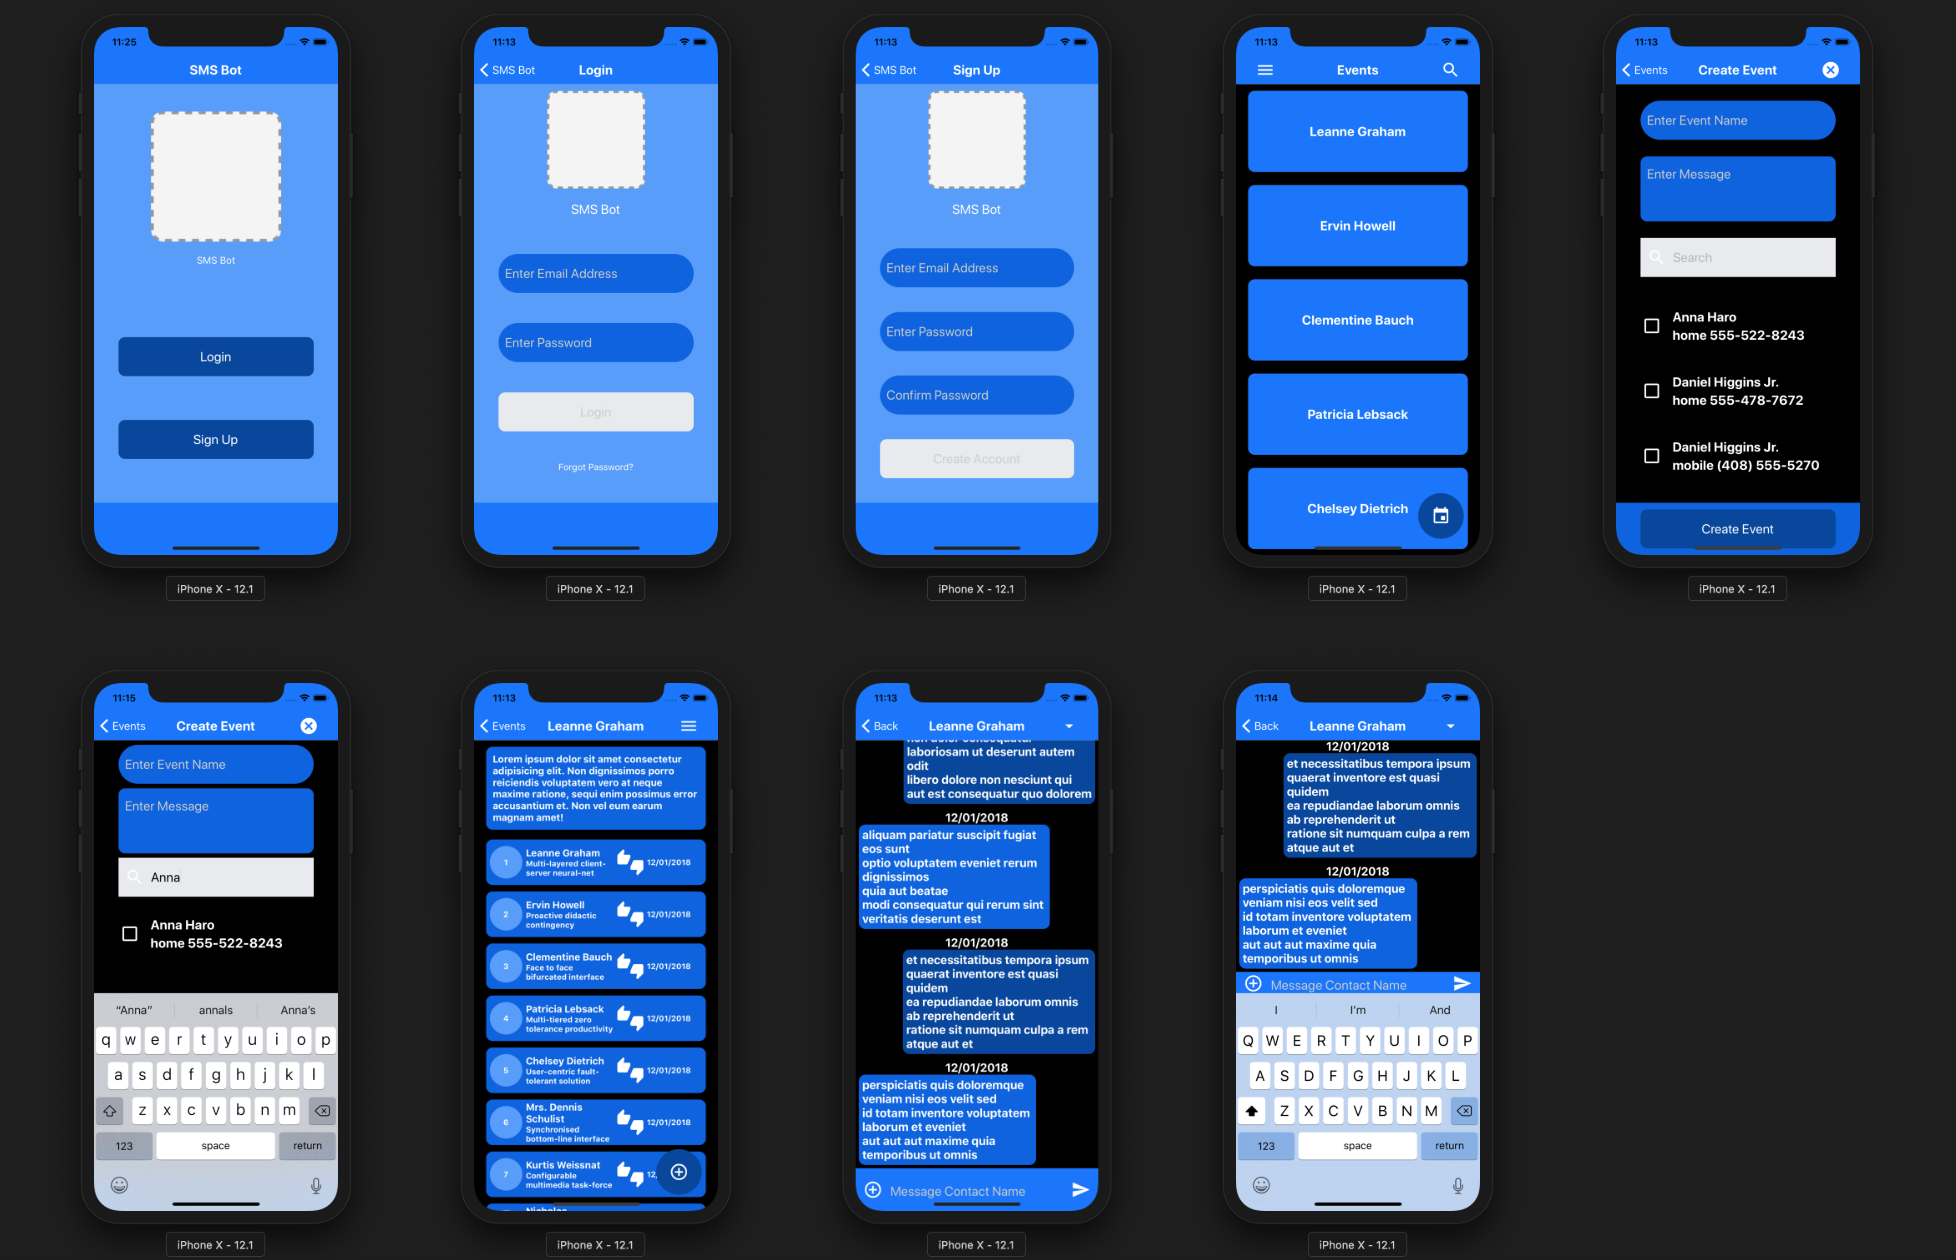 11:25
SMS Bot
SMS Bot
Login
Sign Up
iPhone X - 12.1
11:13
SMS Bot
Login
SMS Bot
Enter Email Address
Enter Password
Login
Forgot Password?
iPhone X - 12.1
11:13
SMS Bot
Sign Up
SMS Bot
Enter Email Address
Enter Password
Confirm Password
Create Account
iPhone X - 12.1
11:13
Events
Leanne Graham
Ervin Howell
Clementine Bauch
Patricia Lebsack
Chelsey Dietrich
iPhone X - 12.1
11:13
Events
Create Event
Enter Event Name
Enter Message
Search
Anna Haro
home 555-522-8243
Daniel Higgins Jr.
home 555-478-7672
Daniel Higgins Jr.
mobile (408) 555-5270
Create Event
iPhone X - 12.1
11:15
Events
Create Event
Enter Event Name
Enter Message
Anna
Anna Haro
home 555-522-8243
“Anna” annals Anna's
q w e r t y u i o p
a s d f g h j k l
z x c v b n m
123 space return
iPhone X - 12.1
11:13
Events
Leanne Graham
Lorem ipsum dolor sit amet consectetur
adipisicing elit. Non dignissimos porro
reiciendis voluptatem vero at neque
maxime ratione, sequi enim possimus error
accusantium et. Non vel eum earum
magnam amet!
1
Leanne Graham
Multi-layered client-
server neural-net
12/01/2018
2
Ervin Howell
Proactive didactic
contingency
12/01/2018
3
Clementine Bauch
Face to face
bifurcated interface
12/01/2018
4
Patricia Lebsack
Multi-tiered zero
tolerance productivity
12/01/2018
5
Chelsey Dietrich
User-centric fault-
tolerant solution
12/01/2018
6
Mrs. Dennis
Schulist
Synchronised
bottom-line interface
12/01/2018
7
Kurtis Weissnat
Configurable
multimedia task-force
12/
Nicholas
iPhone X - 12.1
11:13
Back
Leanne Graham
non dolor consequatur
laboriosam ut deserunt autem
odit
libero dolore non nesciunt qui
aut est consequatur quo dolorem
12/01/2018
aliquam pariatur suscipit fugiat
eos sunt
optio voluptatem eveniet rerum
dignissimos
quia aut beatae
modi consequatur qui rerum sint
veritatis deserunt est
12/01/2018
et necessitatibus tempora ipsum
quaerat inventore est quasi
quidem
ea repudiandae laborum omnis
ab reprehenderit ut
ratione sit numquam culpa a rem
atque aut et
12/01/2018
perspiciatis quis doloremque
veniam nisi eos velit sed
id totam inventore voluptatem
laborum et eveniet
aut aut aut maxime quia
temporibus ut omnis
Message Contact Name
iPhone X - 12.1
11:14
Back
Leanne Graham
12/01/2018
et necessitatibus tempora ipsum
quaerat inventore est quasi
quidem
ea repudiandae laborum omnis
ab reprehenderit ut
ratione sit numquam culpa a rem
atque aut et
12/01/2018
perspiciatis quis doloremque
veniam nisi eos velit sed
id totam inventore voluptatem
laborum et eveniet
aut aut aut maxime quia
temporibus ut omnis
Message Contact Name
I I'm And
Q W E R T Y U I O P
A S D F G H J K L
Z X C V B N M
123 space return
iPhone X - 12.1